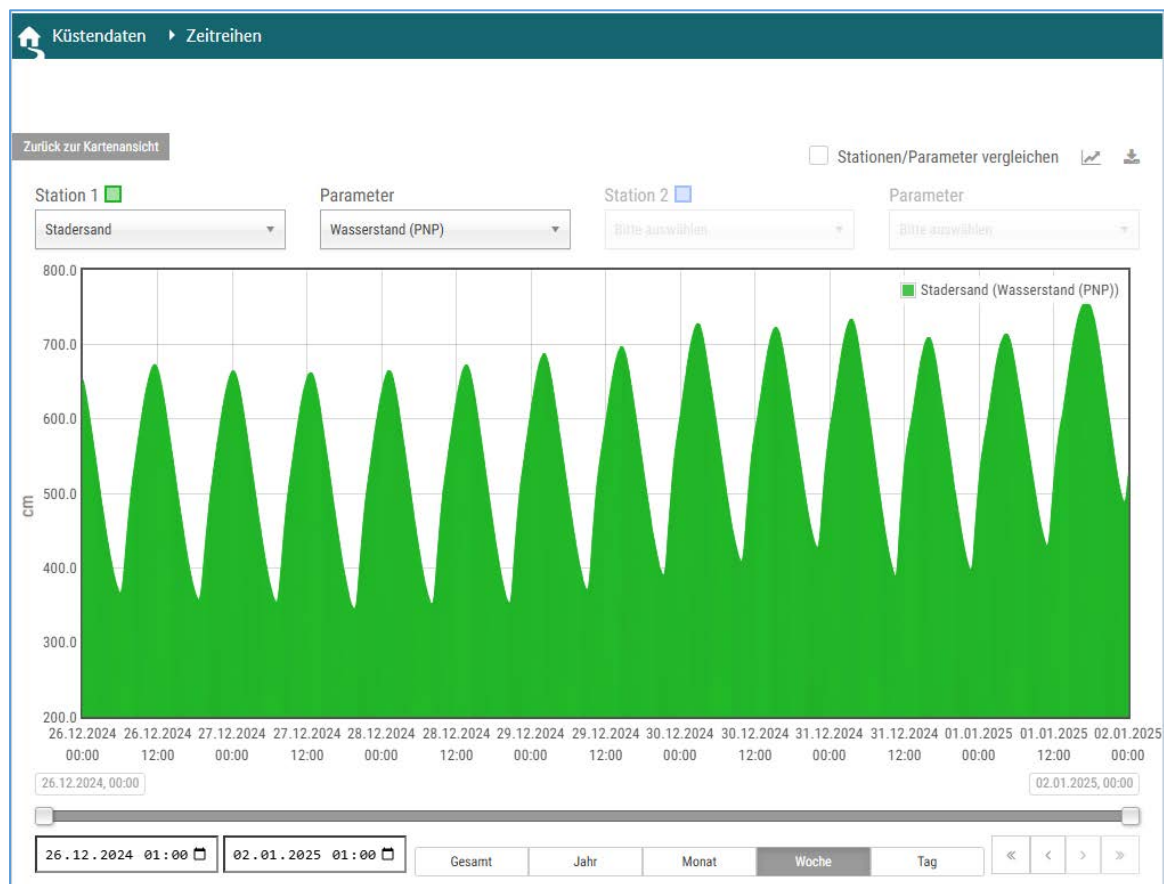 Küstendaten Zeitreihen
Zurück zur Kartenansicht
Stationen/Parameter vergleichen
Station 1 Parameter Station 2 Parameter
Stadersand Wasserstand (PNP) Bitte auswählen Bitte auswählen
800.0
Stadersand (Wasserstand (PNP))
700.0
600.0
500.0
cm
400.0
300.0
200.0
26.12.2024 26.12.2024 27.12.2024 27.12.2024 28.12.2024 28.12.2024 29.12.2024 29.12.2024 30.12.2024 30.12.2024 31.12.2024 31.12.2024 01.01.2025 01.01.2025 02.01.2025
00:00 12:00 00:00 12:00 00:00 12:00 00:00 12:00 00:00 12:00 00:00 12:00 00:00 12:00 00:00
26.12.2024, 00:00 02.01.2025, 00:00
26.12.2024 01:00 02.01.2025 01:00 Gesamt Jahr Monat Woche Tag « < > »